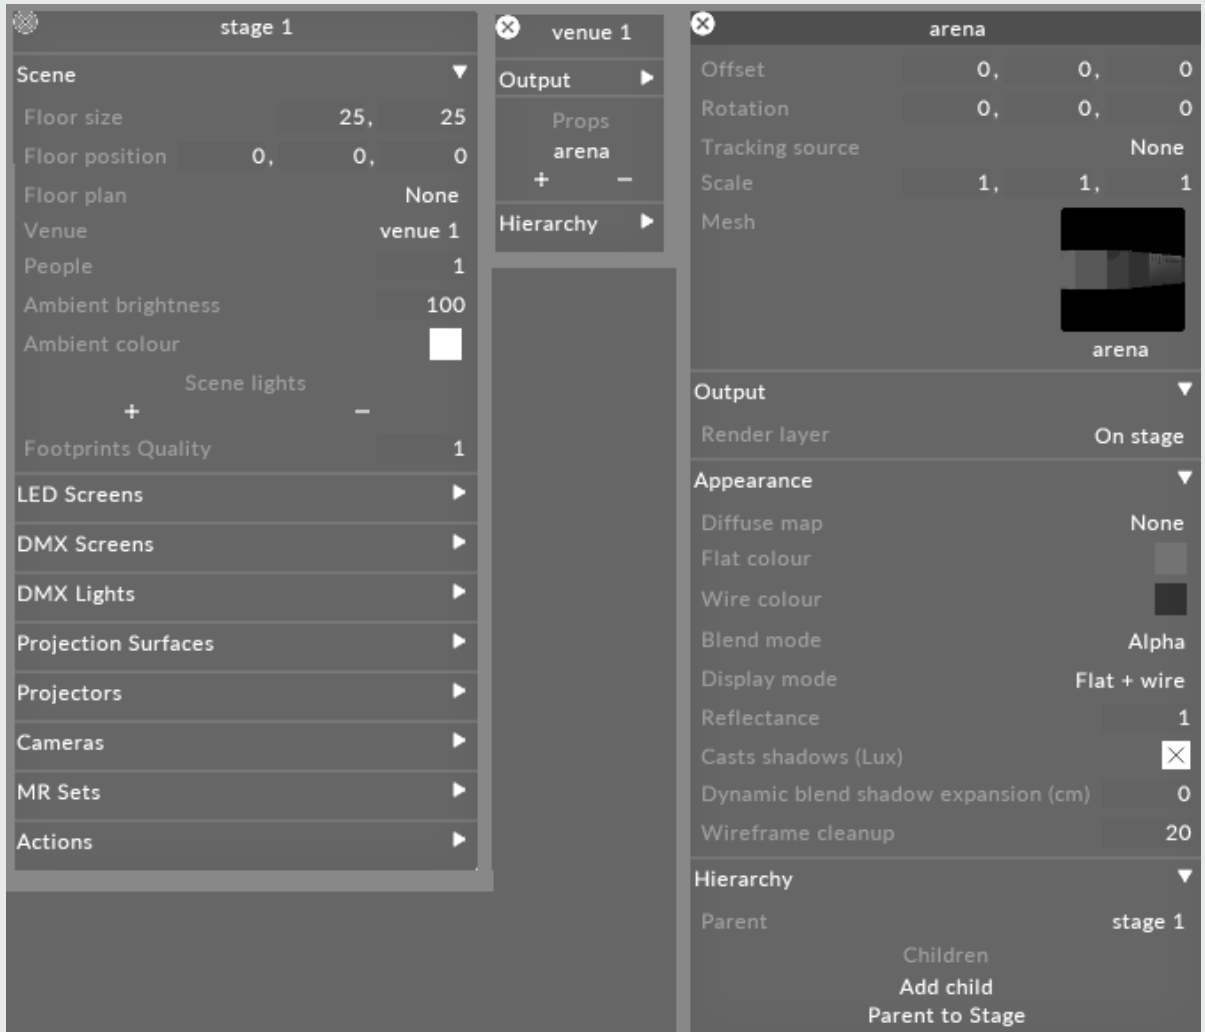 stage 1
Scene
Floor size 25, 25
Floor position 0, 0, 0
Floor plan None
Venue venue 1
People 1
Ambient brightness 100
Ambient colour
Scene lights
+ −
Footprints Quality 1
LED Screens
DMX Screens
DMX Lights
Projection Surfaces
Projectors
Cameras
MR Sets
Actions
venue 1
Output
Props
arena
+ −
Hierarchy
arena
Offset 0, 0, 0
Rotation 0, 0, 0
Tracking source None
Scale 1, 1, 1
Mesh
arena
Output
Render layer On stage
Appearance
Diffuse map None
Flat colour
Wire colour
Blend mode Alpha
Display mode Flat + wire
Reflectance 1
Casts shadows (Lux)
Dynamic blend shadow expansion (cm) 0
Wireframe cleanup 20
Hierarchy
Parent stage 1
Children
Add child
Parent to Stage